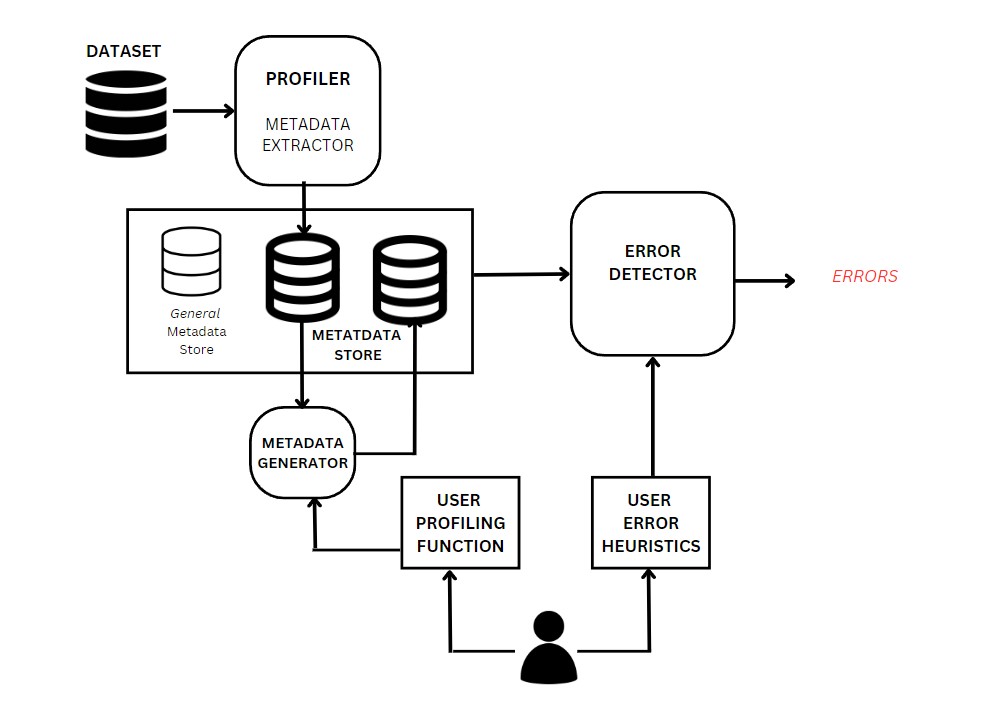 DATASET
PROFILER
METADATA
EXTRACTOR
General
Metadata
Store
METATDATA
STORE
ERROR
DETECTOR
ERRORS
METADATA
GENERATOR
USER
PROFILING
FUNCTION
USER
ERROR
HEURISTICS